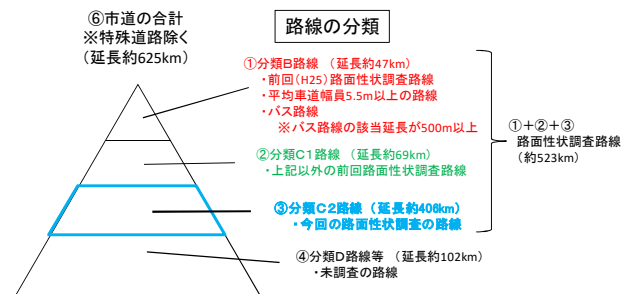 ⑥市道の合計
※特殊道路除く
(延長約625km)
路線の分類
①分類B路線 (延長約47km)
・前回(H25)路面性状調査路線
・平均車道幅員5.5m以上の路線
・バス路線
※バス路線の該当延長が500m以上
②分類C1路線 (延長約69km)
・上記以外の前回路面性状調査路線
③分類C2路線 (延長約406km)
・今回の路面性状調査の路線
④分類D路線等 (延長約102km)
・未調査の路線
①+②+③
路面性状調査路線
(約523km)